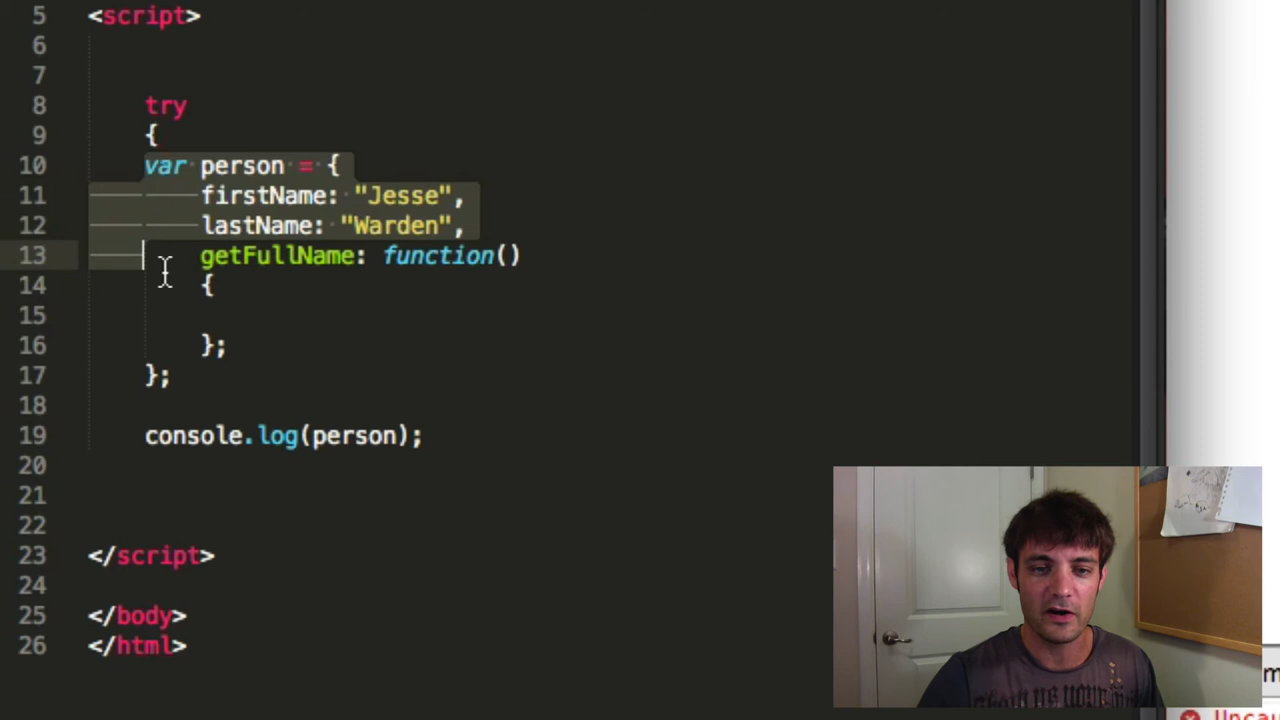 5 <script>
6
7
8 try
9 {
10 var person = {
11 firstName: "Jesse",
12 lastName: "Warden",
13 getFullName: function()
14 {
15
16 };
17 };
18
19 console.log(person);
20
21
22
23 </script>
24
25 </body>
26 </html>